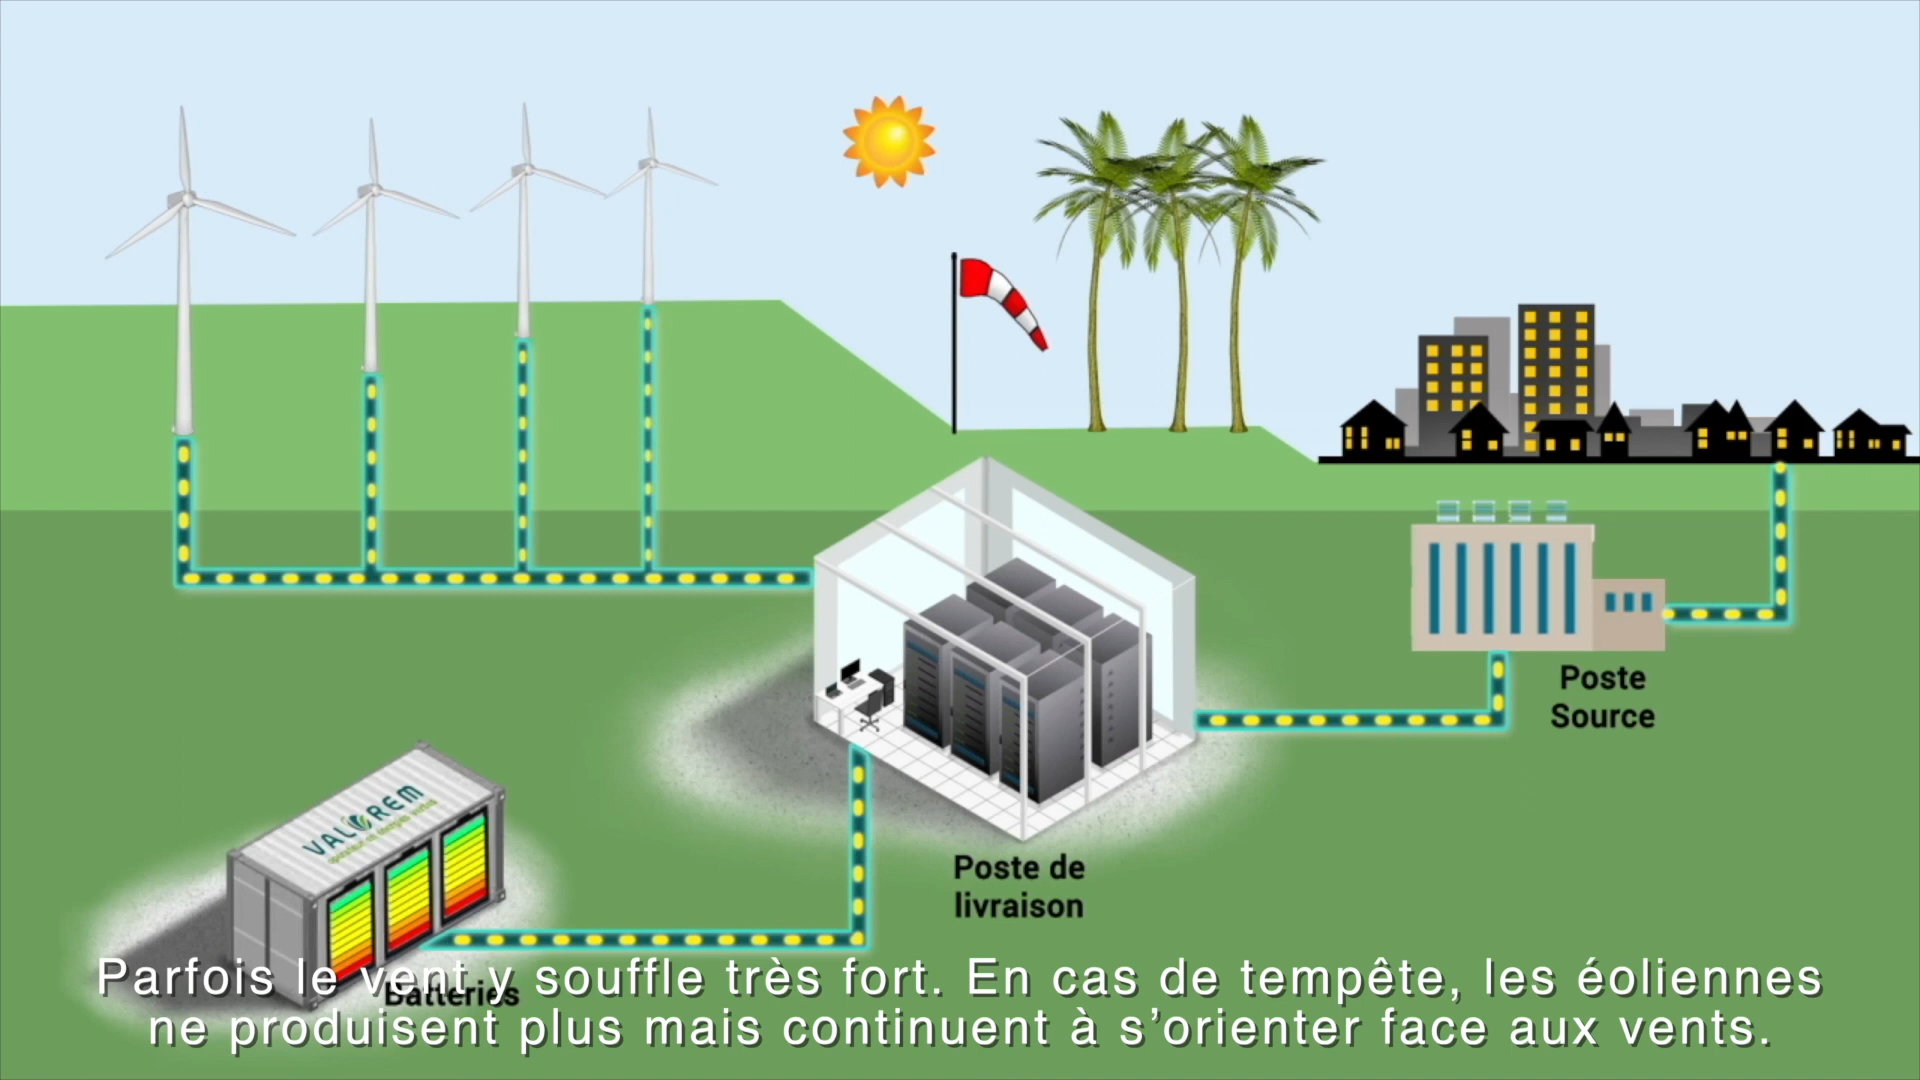 Poste
Source
VALOREM
Poste de
livraison
Batteries
Parfois le vent y souffle très fort. En cas de tempête, les éoliennes
ne produisent plus mais continuent à s’orienter face aux vents.